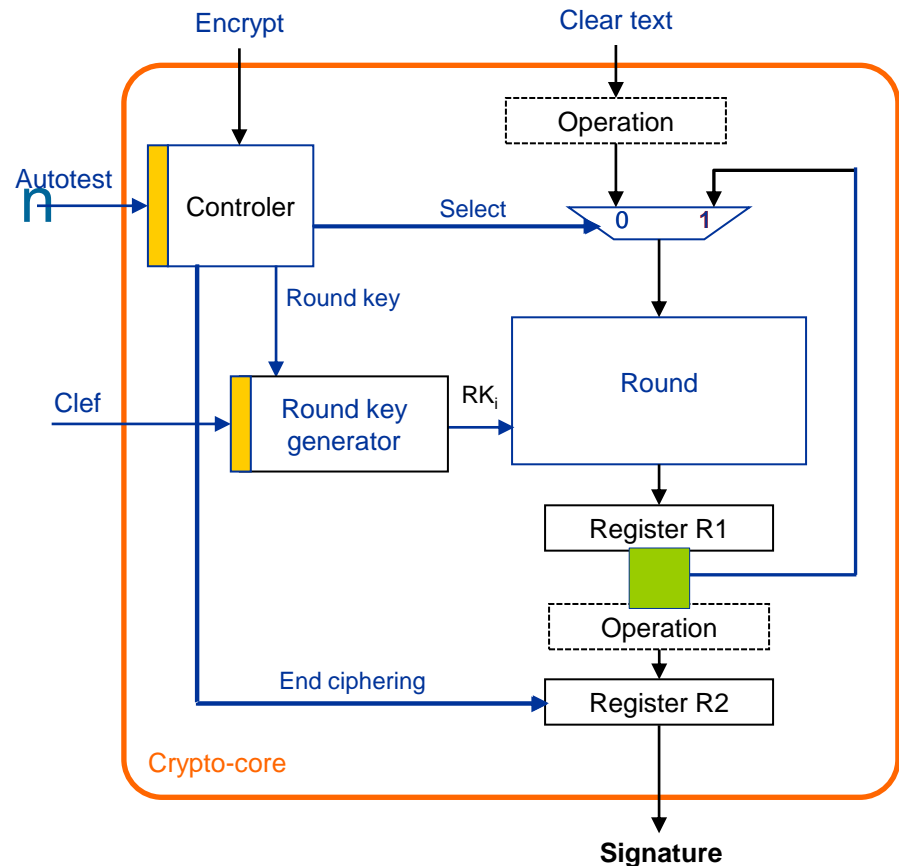 Encrypt
Clear text
Operation
Autotest
n
Controler
Select
0 1
Round key
Round
Clef
Round key
generator
RKi
Register R1
Operation
End ciphering
Register R2
Crypto-core
Signature